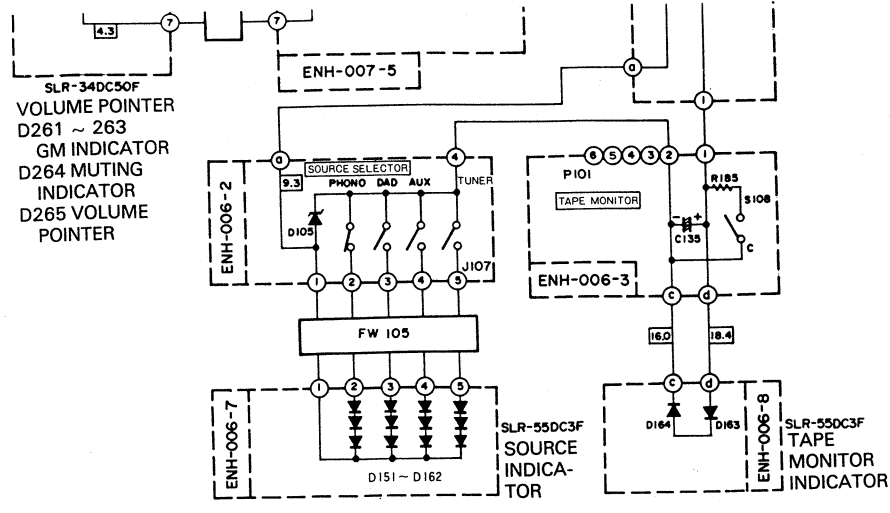 4.3
7
7
ENH-007-5
a
1
SLR-34DC50F
VOLUME POINTER
D261 ~ 263
GM INDICATOR
D264 MUTING
INDICATOR
D265 VOLUME
POINTER
a
4
SOURCE SELECTOR
9.3
PHONO DAD AUX
TUNER
D105
ENH-006-2
J107
1 2 3 4 5
FW 105
1 2 3 4 5
ENH-006-7
D151 ~ D162
SLR-55DC3F
SOURCE
INDICA-
TOR
6 5 4 3 2 1
P101
TAPE MONITOR
R185
S108
- +
C135
C
ENH-006-3
c d
16.0
18.4
c d
D164
D163
ENH-006-8
SLR-55DC3F
TAPE
MONITOR
INDICATOR